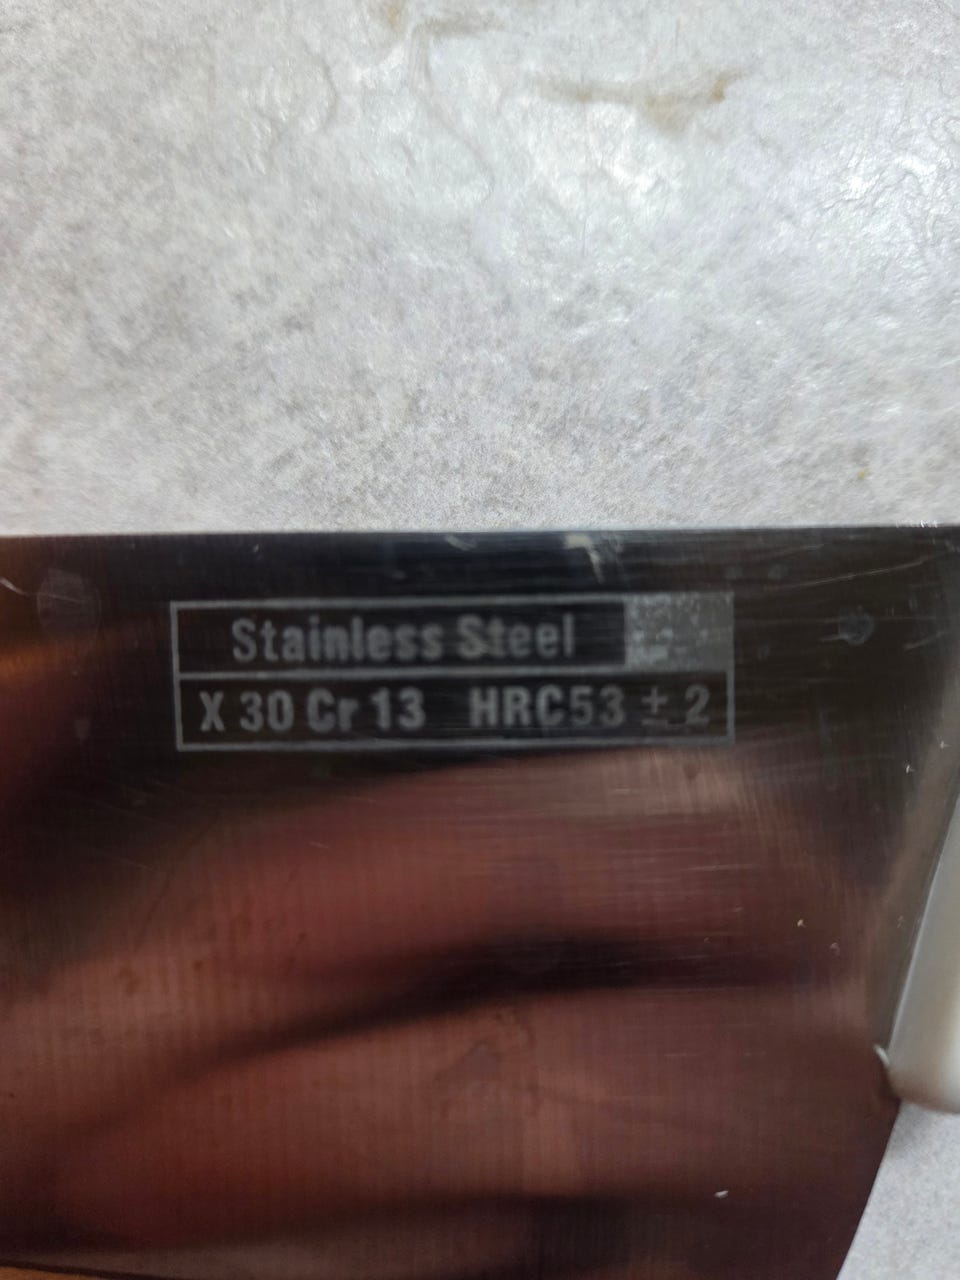 Stainless Steel
X 30 Cr 13 HRC53 ± 2